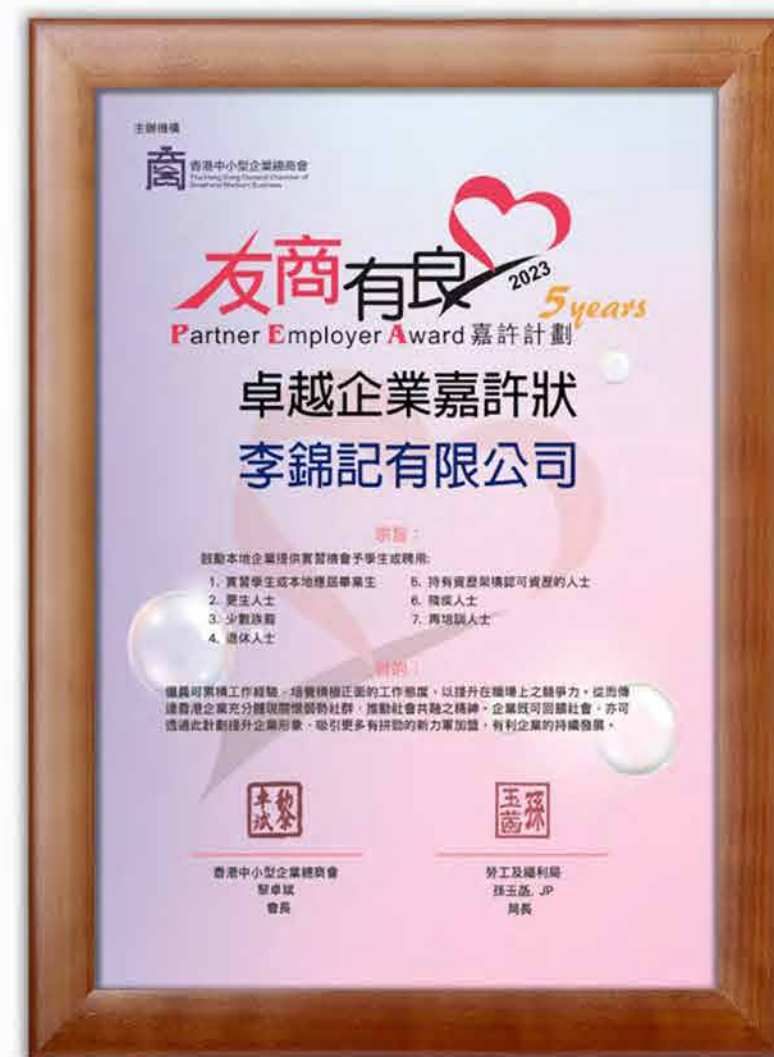 主辦機構
香港中小型企業總商會
The Hong Kong General Chamber of
Small and Medium Business
友商有良
2023
5 years
Partner Employer Award 嘉許計劃
卓越企業嘉許狀
李錦記有限公司
宗旨：
鼓勵本地企業提供實習機會予學生或聘用:
1. 實習學生或本地應屆畢業生
2. 更生人士
3. 少數族裔
4. 退休人士
5. 持有資歷架構認可資歷的人士
6. 殘疾人士
7. 再培訓人士
目的：
僱員可累積工作經驗，培養積極正面的工作態度，以提升在職場上之競爭力。從而傳
達香港企業充分體現關懷弱勢社群，推動社會共融之精神。企業既可回饋社會，亦可
透過此計劃提升企業形象，吸引更多有拼勁的新力軍加盟，有利企業的持續發展。
黎卓斌
孫玉菡
香港中小型企業總商會
黎卓斌
會長
勞工及福利局
孫玉菡, JP
局長